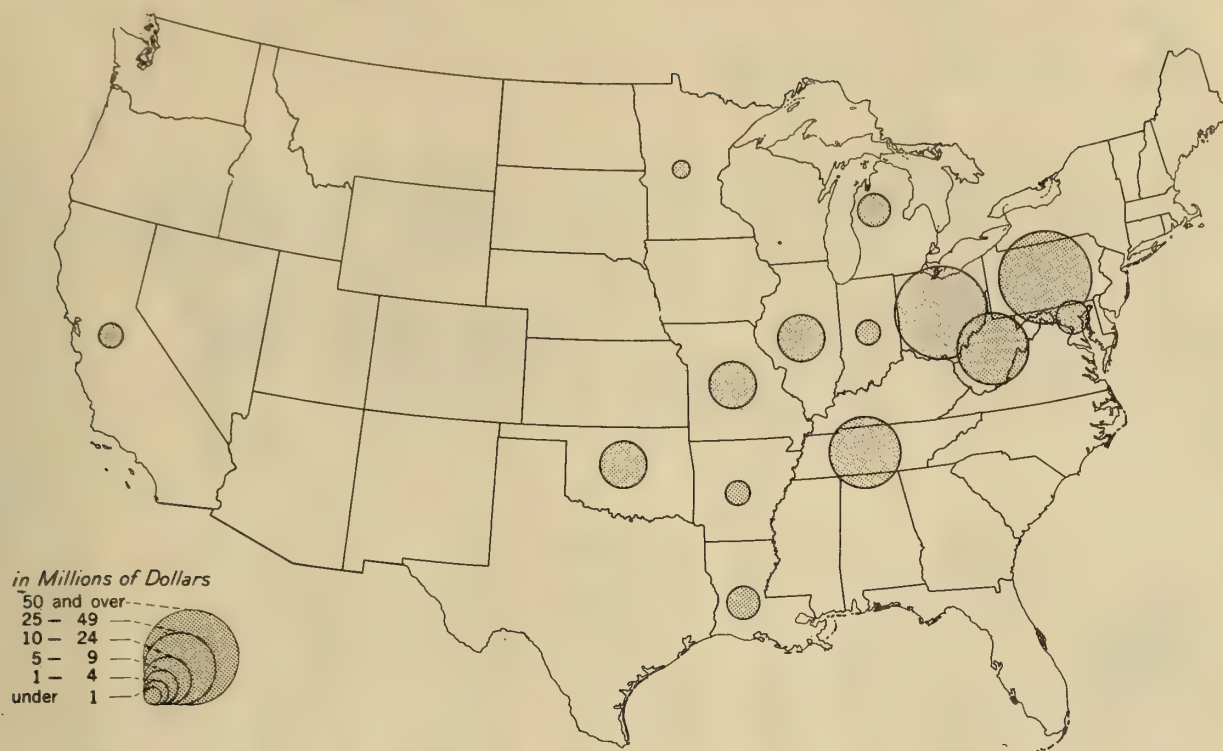 in Millions of Dollars
50 and over
25 – 49
10 – 24
5 – 9
1 – 4
under 1